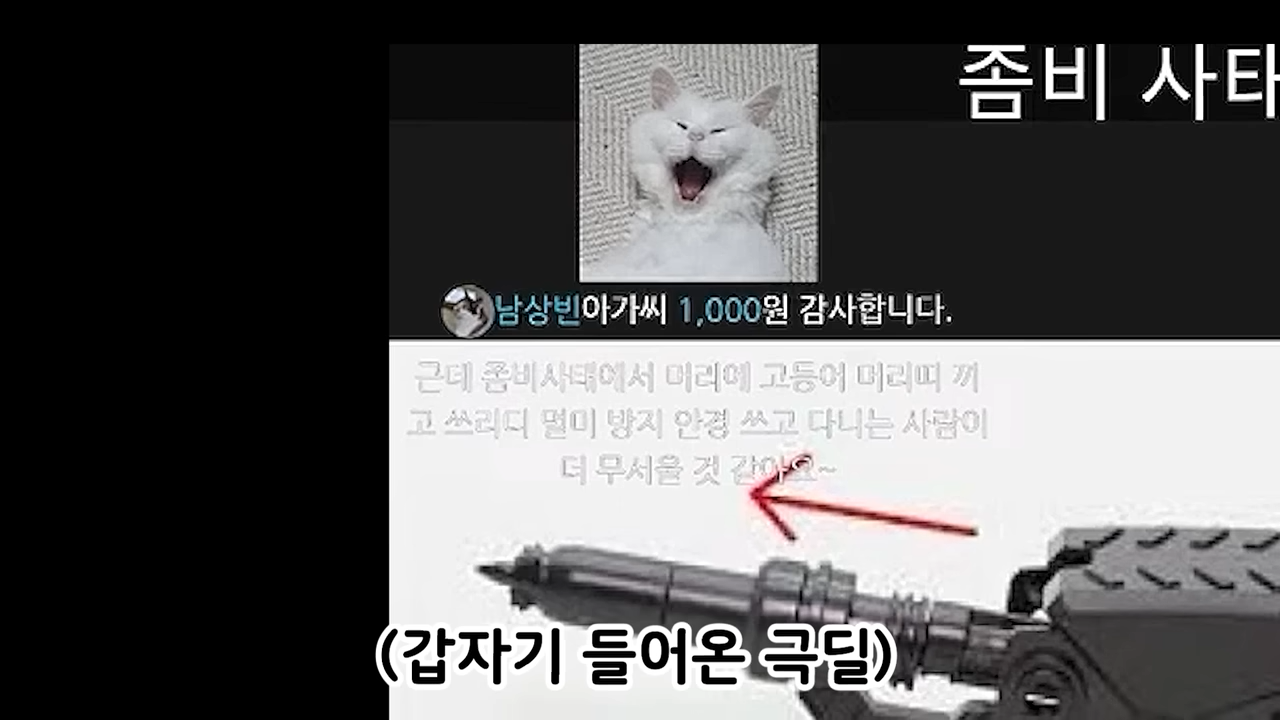 좀비 사태
남상빈아가씨 1,000원 감사합니다.
근데 좀비사태에서 머리에 고등어 머리띠 끼
고 쓰리디 멀미 방지 안경 쓰고 다니는 사람이
더 무서울 것 같아요~
(갑자기 들어온 극딜)